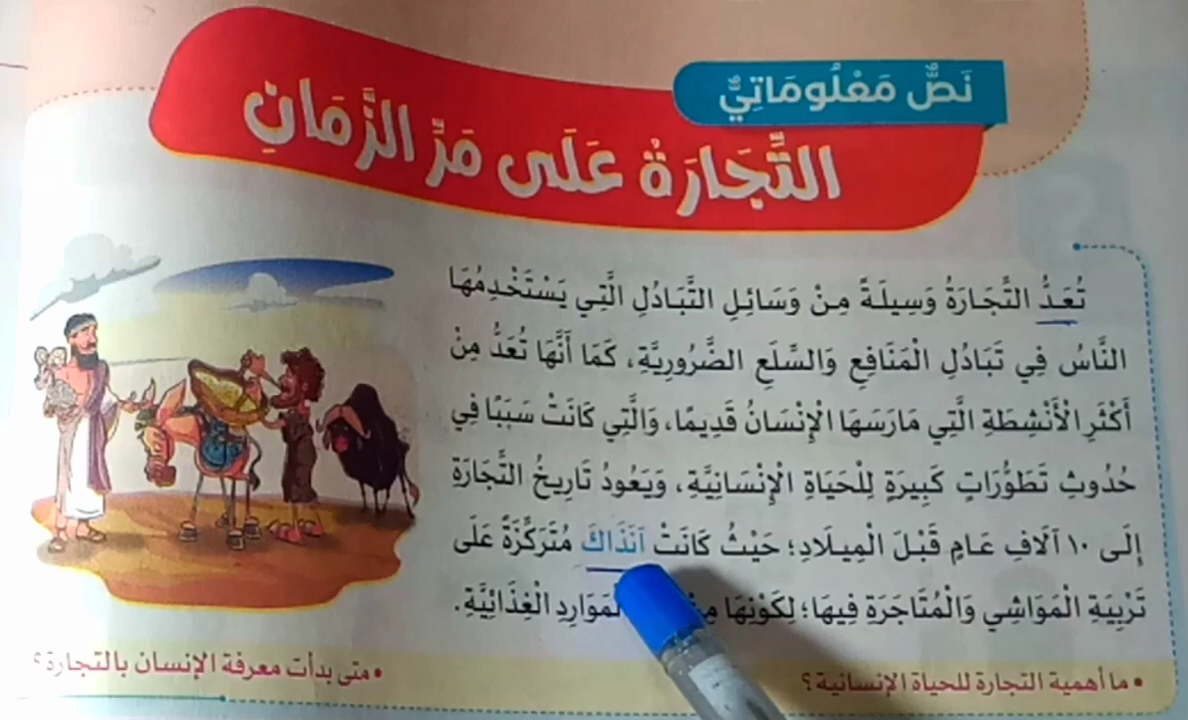 نَصٌّ مَعْلُومَاتِيٌّ
التِّجَارَةُ عَلَى مَرِّ الزَّمَانِ
تُعَدُّ التِّجَارَةُ وَسِيلَةً مِنْ وَسَائِلِ التَّبَادُلِ الَّتِي يَسْتَخْدِمُهَا
النَّاسُ فِي تَبَادُلِ الْمَنَافِعِ وَالسِّلَعِ الضَّرُورِيَّةِ، كَمَا أَنَّهَا تُعَدُّ مِنْ
أَكْثَرِ الْأَنْشِطَةِ الَّتِي مَارَسَهَا الْإِنْسَانُ قَدِيمًا، وَالَّتِي كَانَتْ سَبَبًا فِي
حُدُوثِ تَطَوُّرَاتٍ كَبِيرَةٍ لِلْحَيَاةِ الْإِنْسَانِيَّةِ، وَيَعُودُ تَارِيخُ التِّجَارَةِ
إِلَى ١٠ آلَافِ عَامٍ قَبْلَ الْمِيلَادِ؛ حَيْثُ كَانَتْ آنَذَاكَ مُتَرَكِّزَةً عَلَى
تَرْبِيَةِ الْمَوَاشِي وَالْمُتَاجَرَةِ فِيهَا؛ لِكَوْنِهَا الْمَوَارِدِ الْغِذَائِيَّةِ.
• ما أهمية التجارة للحياة الإنسانية؟
• متى بدأت معرفة الإنسان بالتجارة؟